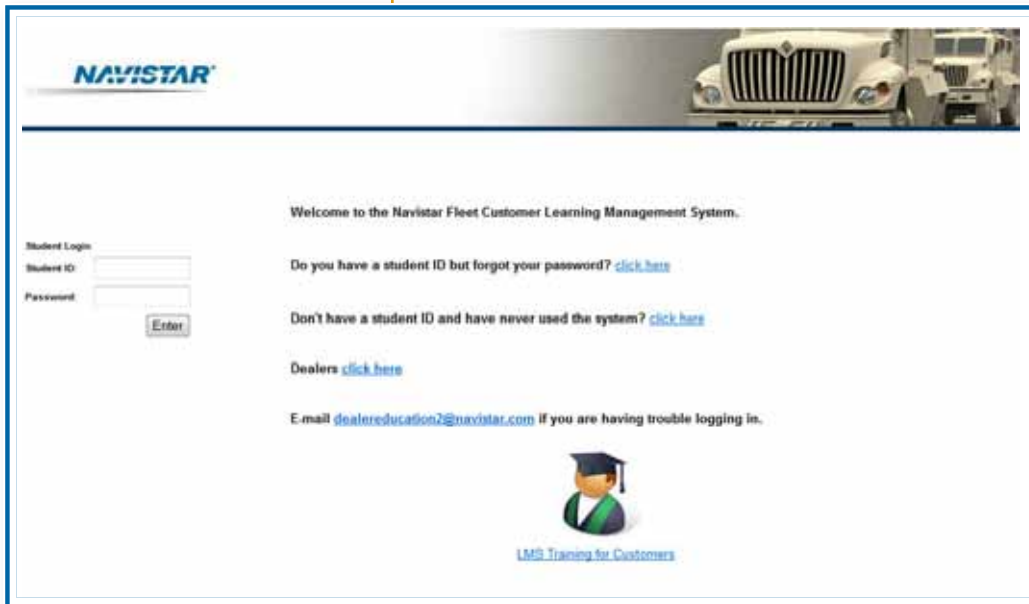 NAVISTAR
Welcome to the Navistar Fleet Customer Learning Management System.
Student Login
Student ID:
Password:
Enter
Do you have a student ID but forgot your password? click here
Don't have a student ID and have never used the system? click here
Dealers click here
E-mail dealereducation2@navistar.com if you are having trouble logging in.
LMS Training for Customers